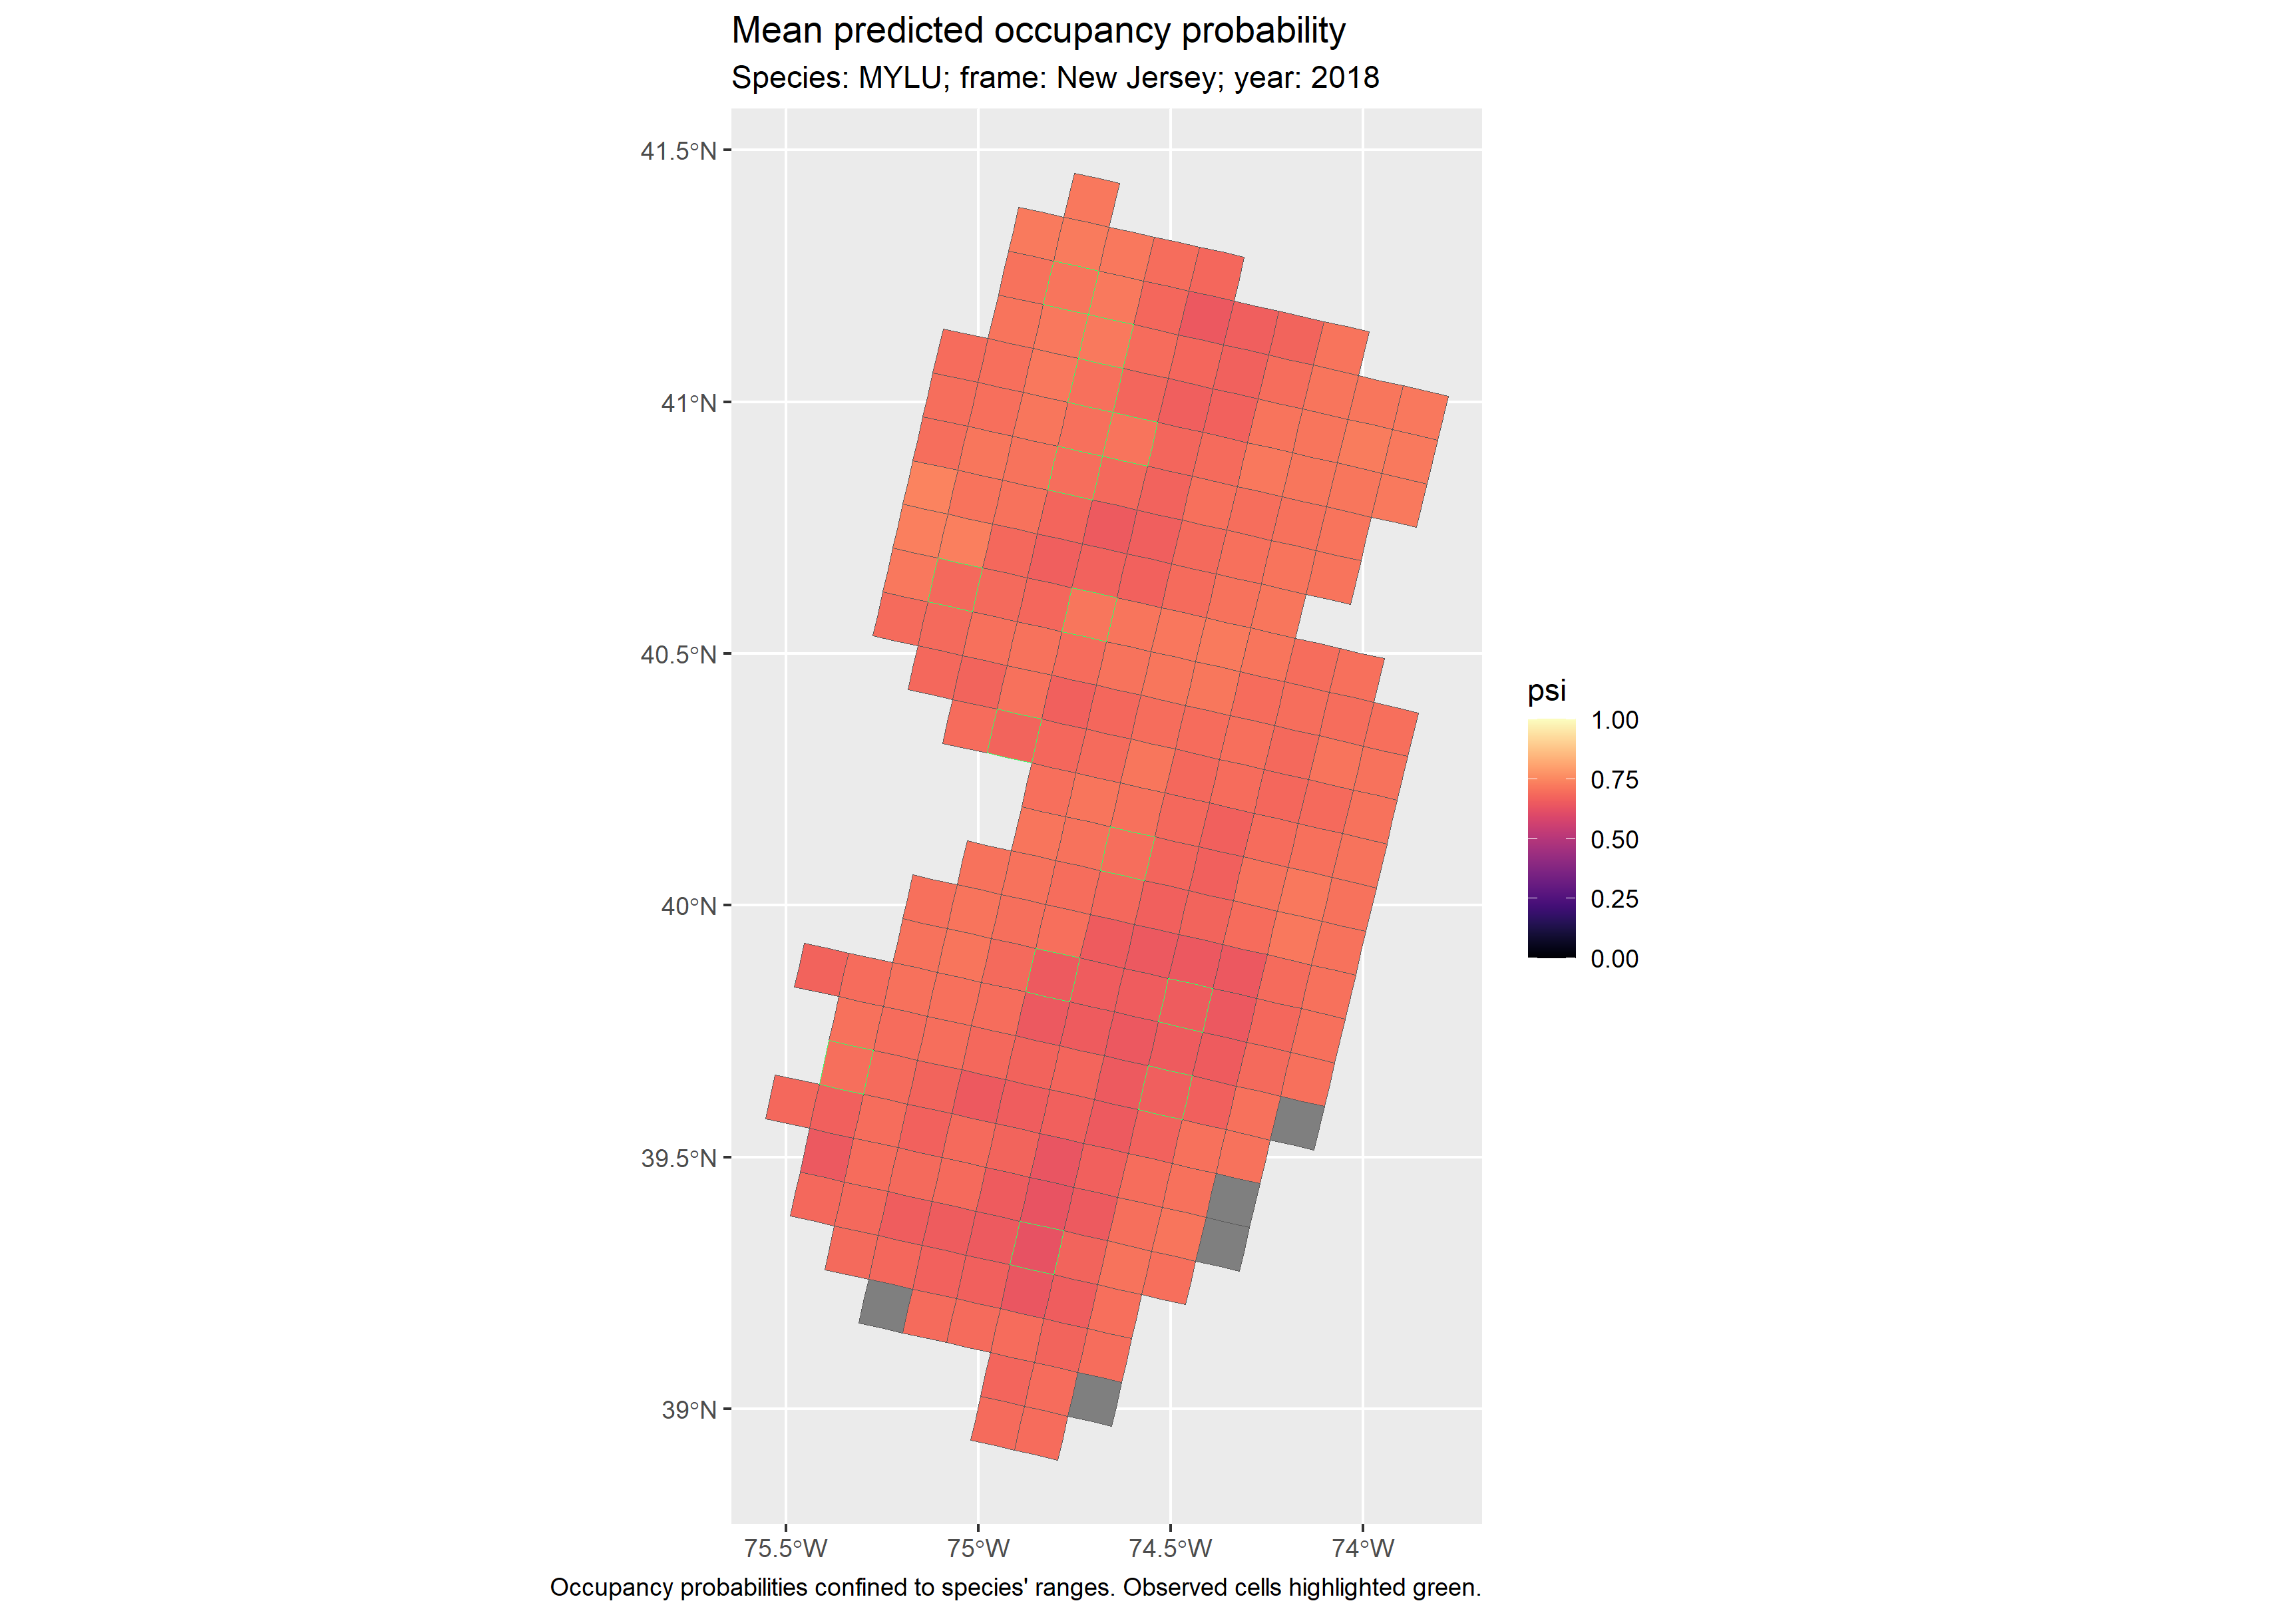 Mean predicted occupancy probability
Species: MYLU; frame: New Jersey; year: 2018
41.5°N
41°N
40.5°N
40°N
39.5°N
39°N
75.5°W
75°W
74.5°W
74°W
psi
1.00
0.75
0.50
0.25
0.00
Occupancy probabilities confined to species' ranges. Observed cells highlighted green.